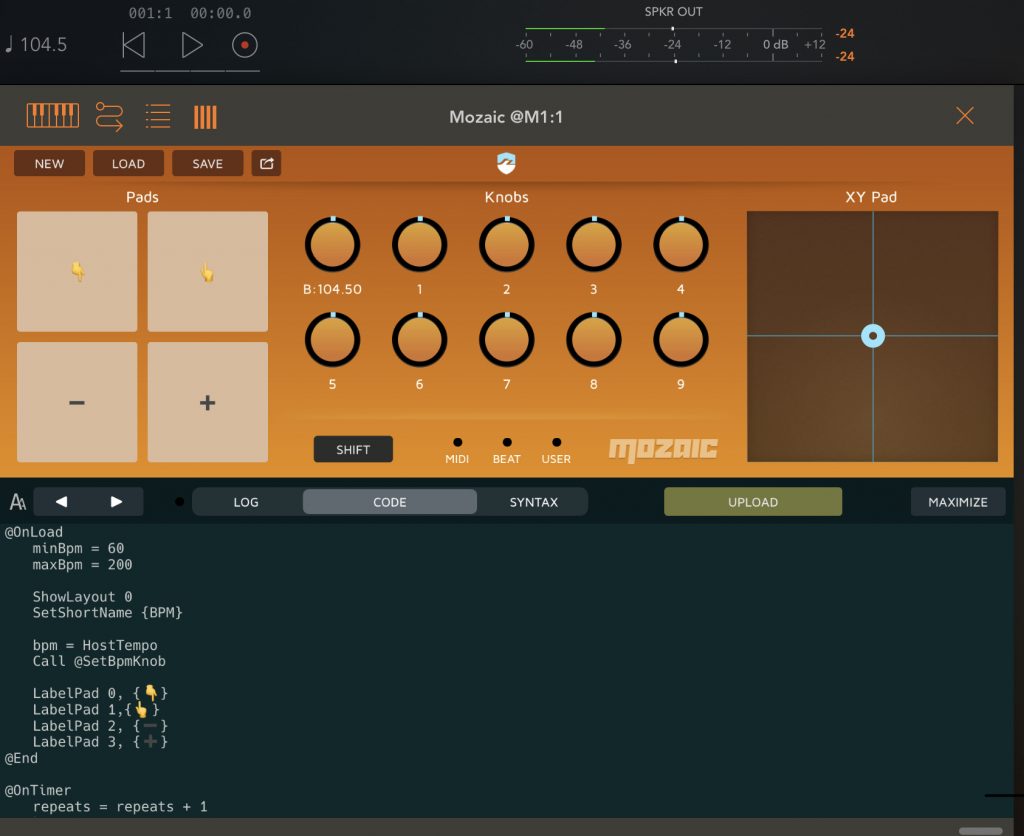 001:1 00:00.0
SPKR OUT
♩104.5
-60 -48 -36 -24 -12 0 dB +12
-24
-24
Mozaic @M1:1
NEW LOAD SAVE
Pads Knobs XY Pad
👇 👆
B:104.50 1 2 3 4
5 6 7 8 9
− +
SHIFT
MIDI BEAT USER
mozaic
AA ◀ ▶ LOG CODE SYNTAX UPLOAD MAXIMIZE
@OnLoad
minBpm = 60
maxBpm = 200
ShowLayout 0
SetShortName {BPM}
bpm = HostTempo
Call @SetBpmKnob
LabelPad 0, {👇}
LabelPad 1,{👆}
LabelPad 2, {➖}
LabelPad 3, {➕}
@End
@OnTimer
repeats = repeats + 1